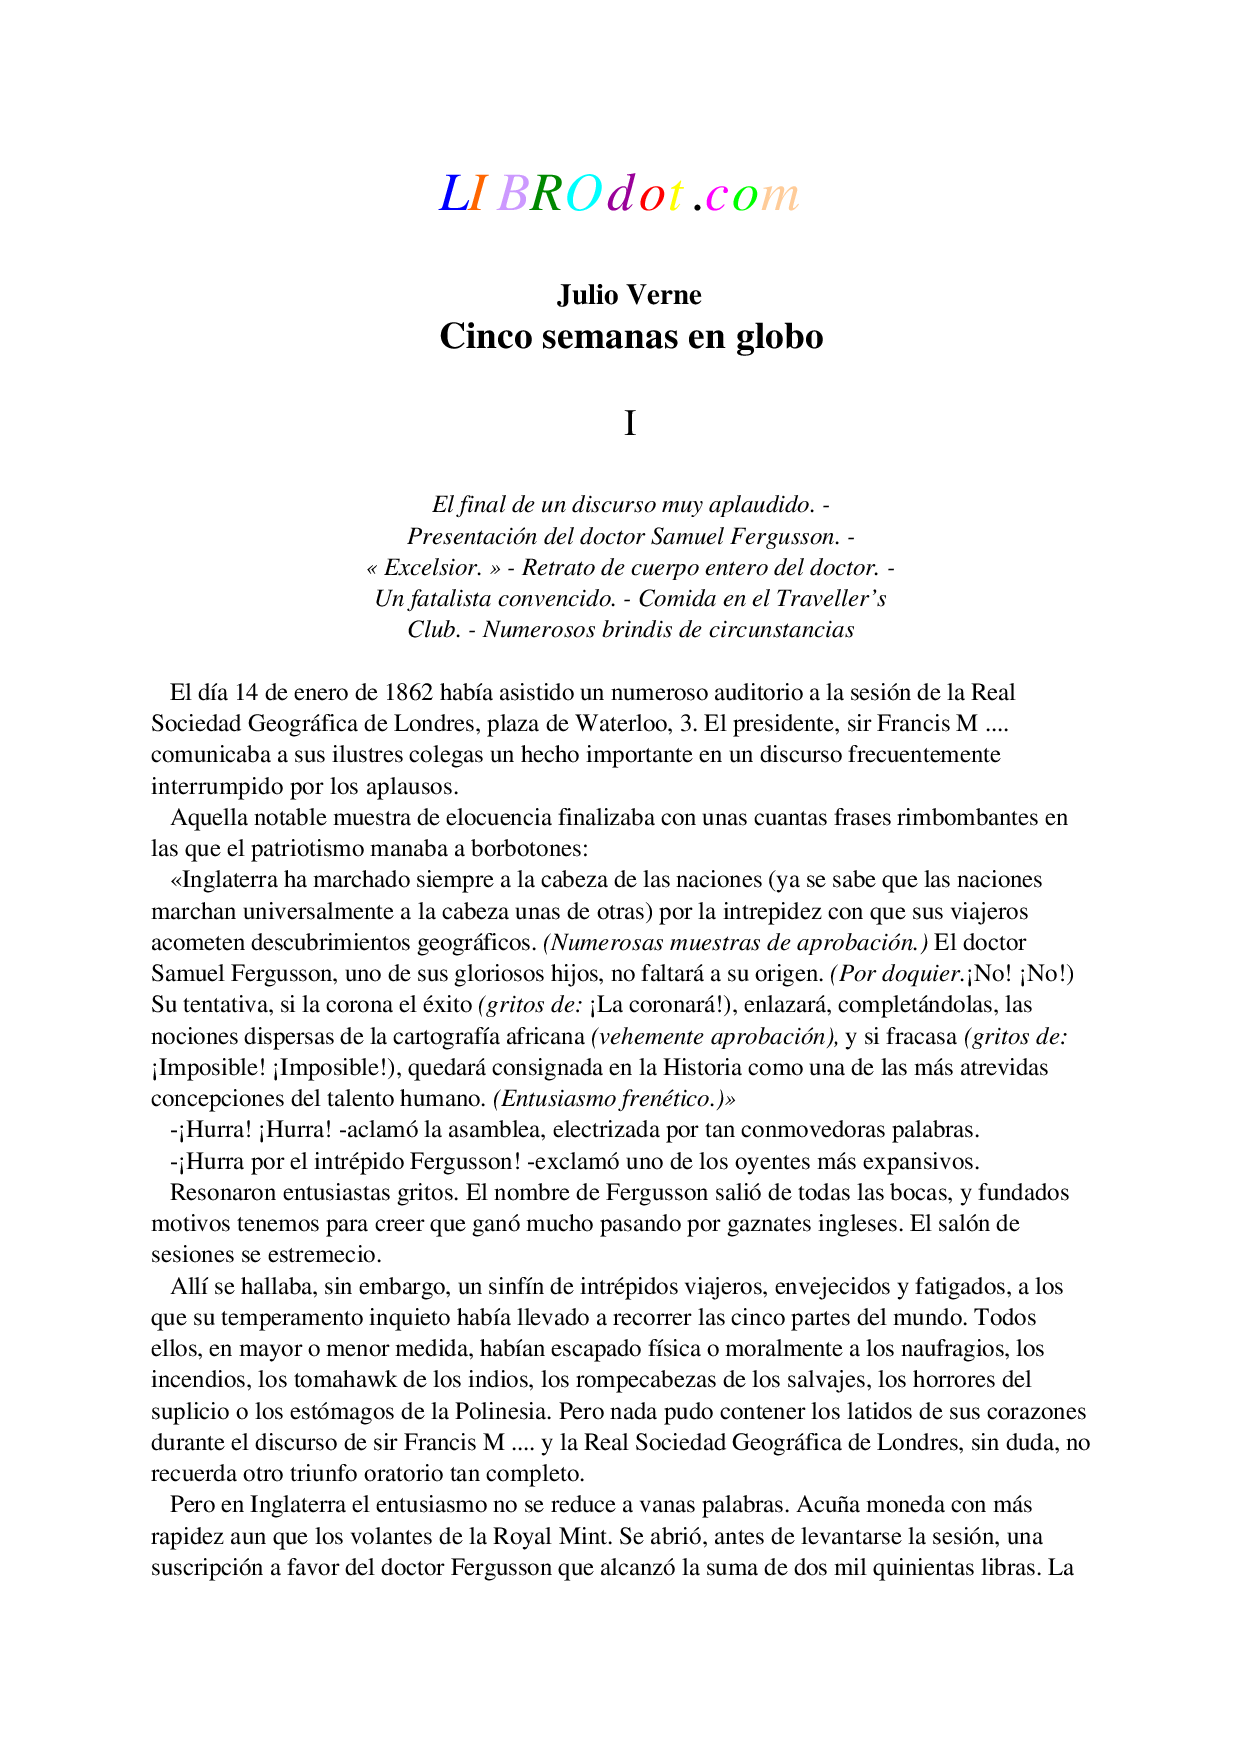 LIBROdot.com
Julio Verne
Cinco semanas en globo
I
El final de un discurso muy aplaudido. -
Presentación del doctor Samuel Fergusson. -
« Excelsior. » - Retrato de cuerpo entero del doctor. -
Un fatalista convencido. - Comida en el Traveller’s
Club. - Numerosos brindis de circunstancias
El día 14 de enero de 1862 había asistido un numeroso auditorio a la sesión de la Real
Sociedad Geográfica de Londres, plaza de Waterloo, 3. El presidente, sir Francis M ....
comunicaba a sus ilustres colegas un hecho importante en un discurso frecuentemente
interrumpido por los aplausos.
Aquella notable muestra de elocuencia finalizaba con unas cuantas frases rimbombantes en
las que el patriotismo manaba a borbotones:
«Inglaterra ha marchado siempre a la cabeza de las naciones (ya se sabe que las naciones
marchan universalmente a la cabeza unas de otras) por la intrepidez con que sus viajeros
acometen descubrimientos geográficos. (Numerosas muestras de aprobación.) El doctor
Samuel Fergusson, uno de sus gloriosos hijos, no faltará a su origen. (Por doquier.¡No! ¡No!)
Su tentativa, si la corona el éxito (gritos de: ¡La coronará!), enlazará, completándolas, las
nociones dispersas de la cartografía africana (vehemente aprobación), y si fracasa (gritos de:
¡Imposible! ¡Imposible!), quedará consignada en la Historia como una de las más atrevidas
concepciones del talento humano. (Entusiasmo frenético.)»
-¡Hurra! ¡Hurra! -aclamó la asamblea, electrizada por tan conmovedoras palabras.
-¡Hurra por el intrépido Fergusson! -exclamó uno de los oyentes más expansivos.
Resonaron entusiastas gritos. El nombre de Fergusson salió de todas las bocas, y fundados
motivos tenemos para creer que ganó mucho pasando por gaznates ingleses. El salón de
sesiones se estremecio.
Allí se hallaba, sin embargo, un sinfín de intrépidos viajeros, envejecidos y fatigados, a los
que su temperamento inquieto había llevado a recorrer las cinco partes del mundo. Todos
ellos, en mayor o menor medida, habían escapado física o moralmente a los naufragios, los
incendios, los tomahawk de los indios, los rompecabezas de los salvajes, los horrores del
suplicio o los estómagos de la Polinesia. Pero nada pudo contener los latidos de sus corazones
durante el discurso de sir Francis M .... y la Real Sociedad Geográfica de Londres, sin duda, no
recuerda otro triunfo oratorio tan completo.
Pero en Inglaterra el entusiasmo no se reduce a vanas palabras. Acuña moneda con más
rapidez aun que los volantes de la Royal Mint. Se abrió, antes de levantarse la sesión, una
suscripción a favor del doctor Fergusson que alcanzó la suma de dos mil quinientas libras. La